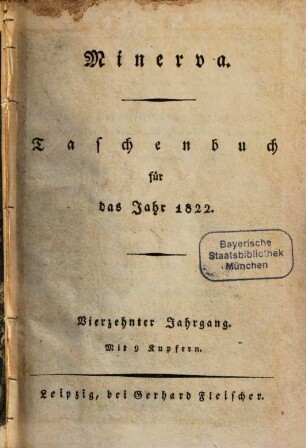 Minerva.
Taschenbuch
für
das Jahr 1822.
Bayerische
Staatsbibliothek
München
Vierzehnter Jahrgang.
Mit 9 Kupfern.
Leipzig, bei Gerhard Fleischer.